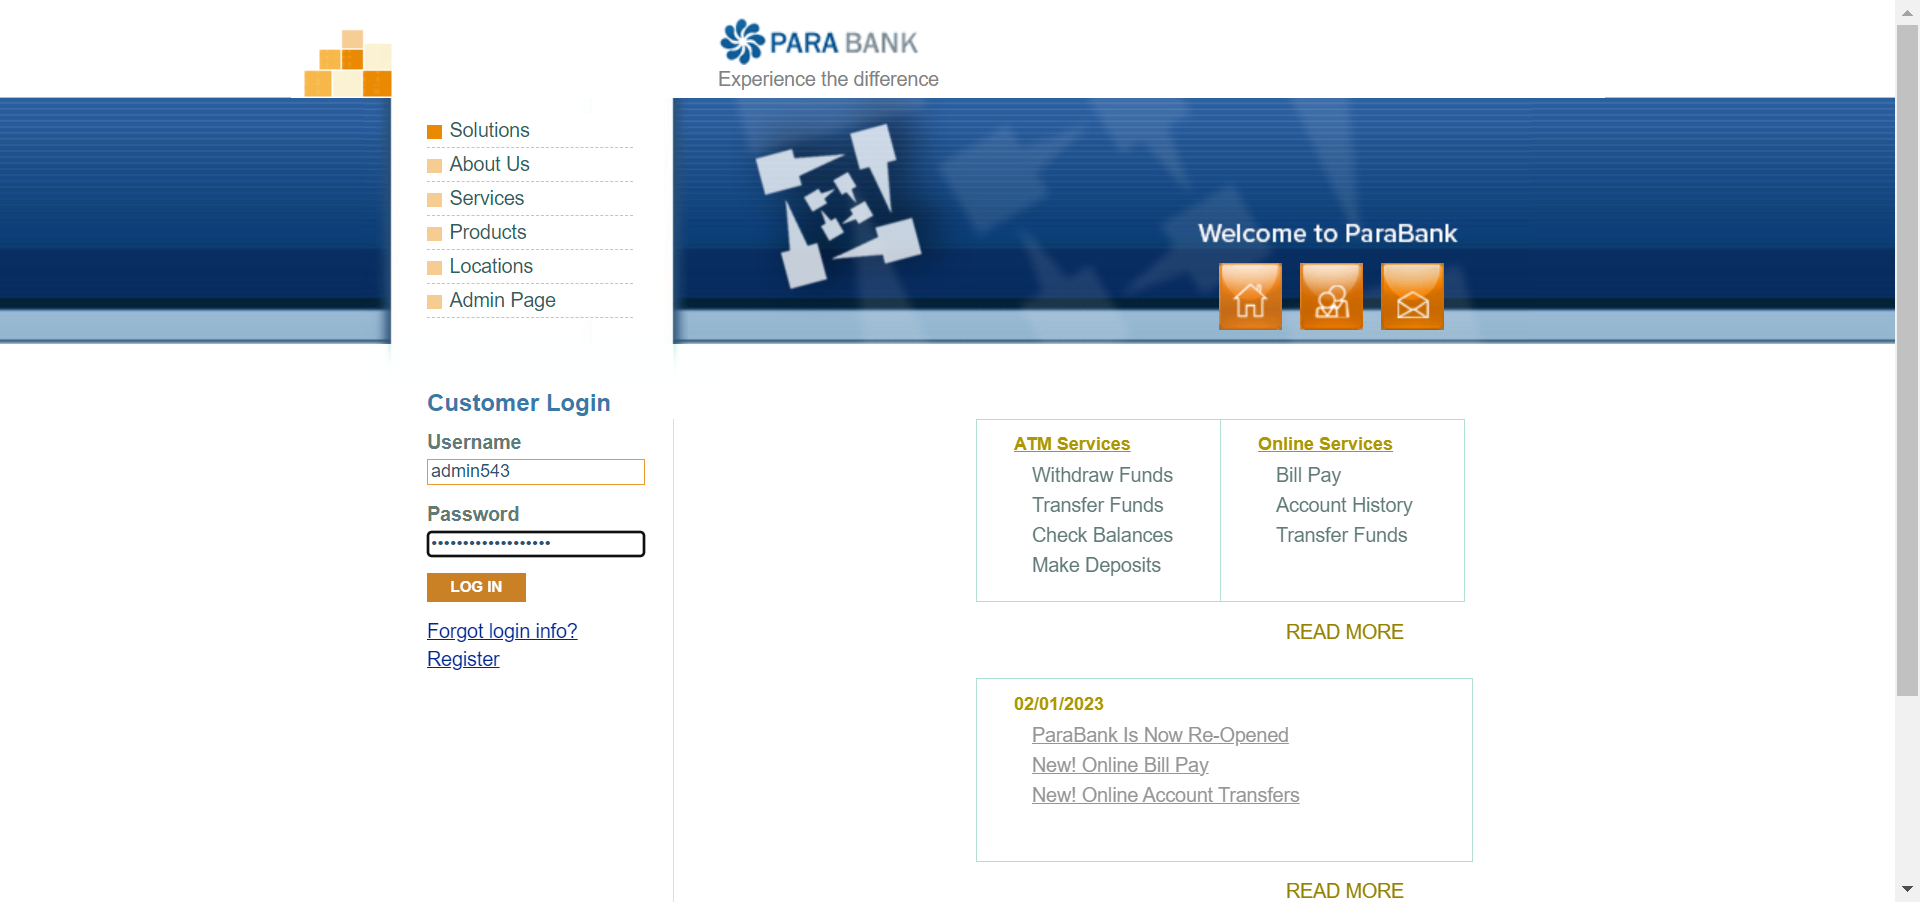 PARA BANK
Experience the difference
Solutions
About Us
Services
Products
Locations
Admin Page
Welcome to ParaBank
Customer Login
Username
admin543
Password
•••••••••••••••••••
LOG IN
Forgot login info?
Register
ATM Services
Withdraw Funds
Transfer Funds
Check Balances
Make Deposits
Online Services
Bill Pay
Account History
Transfer Funds
READ MORE
02/01/2023
ParaBank Is Now Re-Opened
New! Online Bill Pay
New! Online Account Transfers
READ MORE